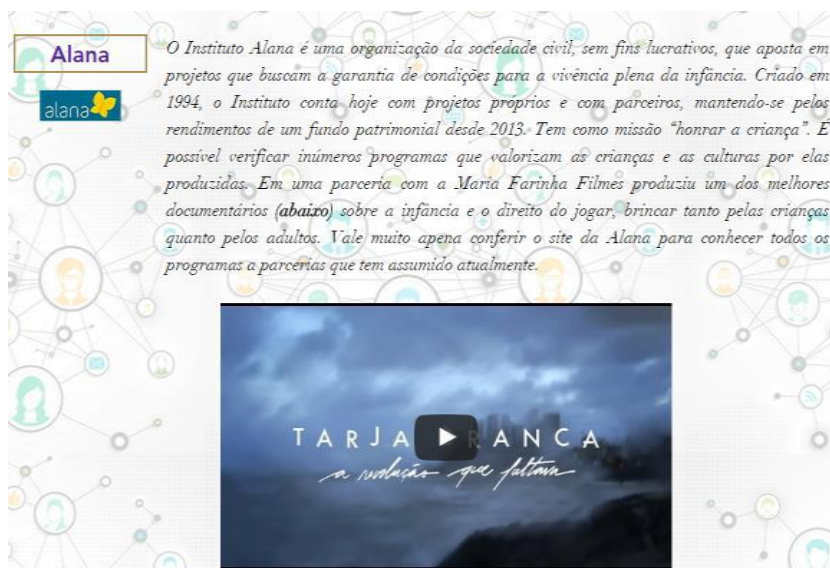 Alana
alana
O Instituto Alana é uma organização da sociedade civil, sem fins lucrativos, que aposta em
projetos que buscam a garantia de condições para a vivência plena da infância. Criado em
1994, o Instituto conta hoje com projetos próprios e com parceiros, mantendo-se pelos
rendimentos de um fundo patrimonial desde 2013. Tem como missão “honrar a criança”. É
possível verificar inúmeros programas que valorizam as crianças e as culturas por elas
produzidas. Em uma parceria com a Maria Farinha Filmes produziu um dos melhores
documentários (abaixo) sobre a infância e o direito do jogar, brincar tanto pelas crianças
quanto pelos adultos. Vale muito apena conferir o site da Alana para conhecer todos os
programas a parcerias que tem assumido atualmente.
TARJA RANCA
a revolução que faltava